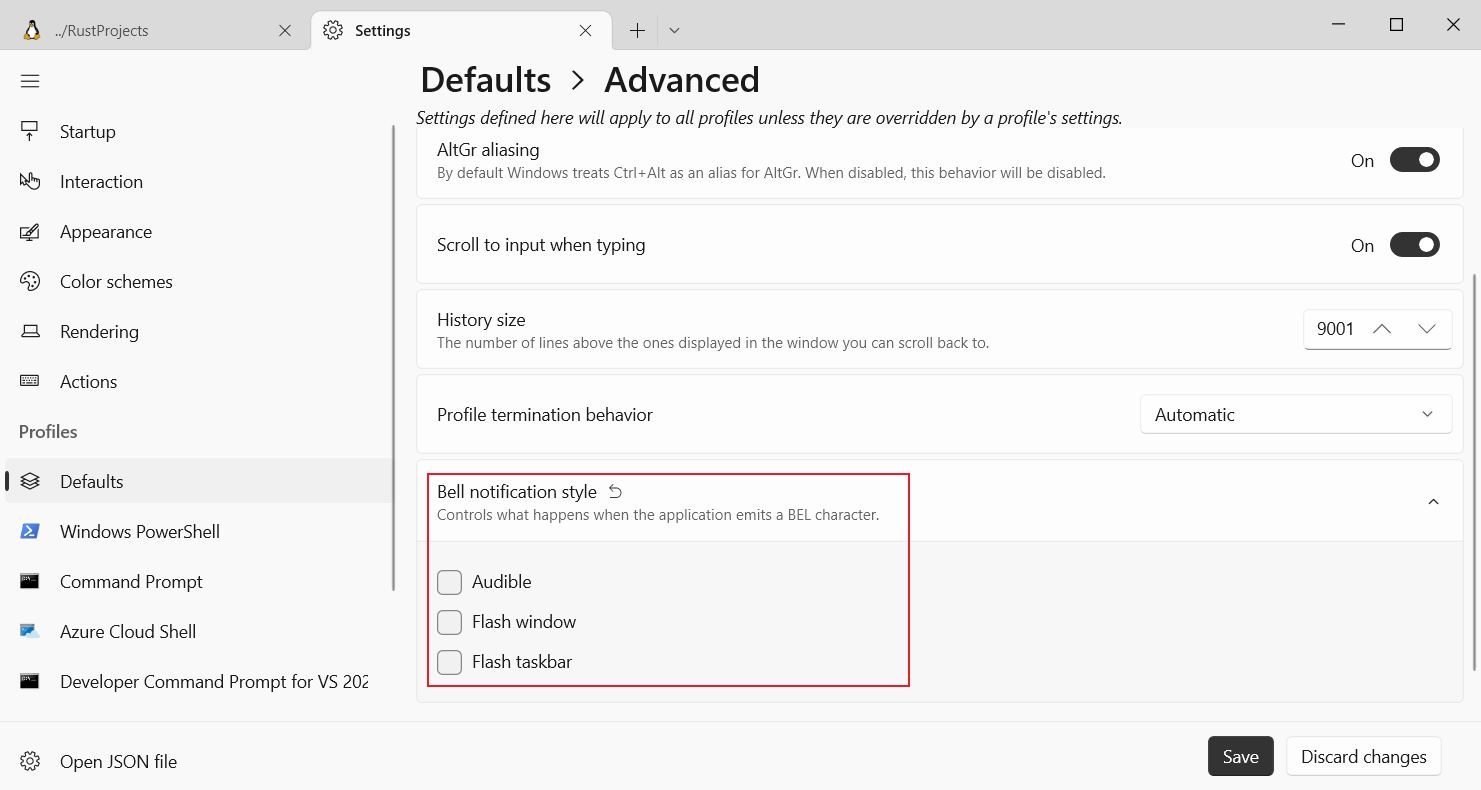 ../RustProjects
Settings
Startup
Interaction
Appearance
Color schemes
Rendering
Actions
Profiles
Defaults
Windows PowerShell
Command Prompt
Azure Cloud Shell
Developer Command Prompt for VS 202
Open JSON file
Defaults > Advanced
Settings defined here will apply to all profiles unless they are overridden by a profile's settings.
AltGr aliasing
By default Windows treats Ctrl+Alt as an alias for AltGr. When disabled, this behavior will be disabled.
On
Scroll to input when typing
On
History size
The number of lines above the ones displayed in the window you can scroll back to.
9001
Profile termination behavior
Automatic
Bell notification style
Controls what happens when the application emits a BEL character.
Audible
Flash window
Flash taskbar
Save
Discard changes